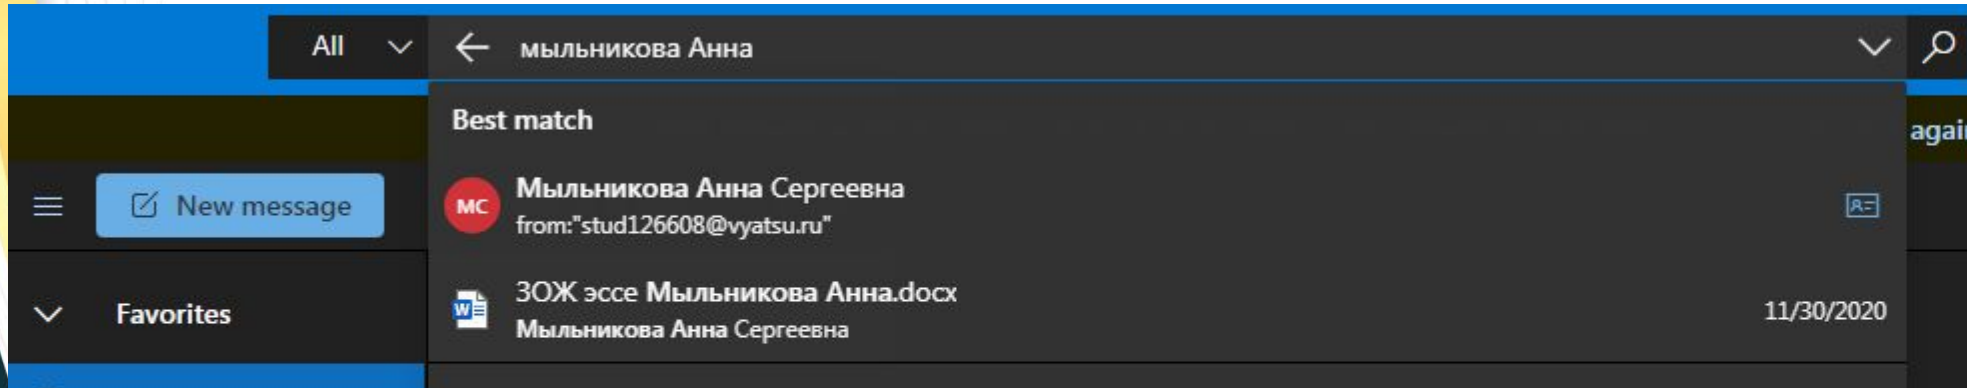 All
мыльникова Анна
Best match
again
МС
Мыльникова Анна Сергеевна
from:"stud126608@vyatsu.ru"
New message
W
ЗОЖ эссе Мыльникова Анна.docx
Мыльникова Анна Сергеевна
11/30/2020
Favorites